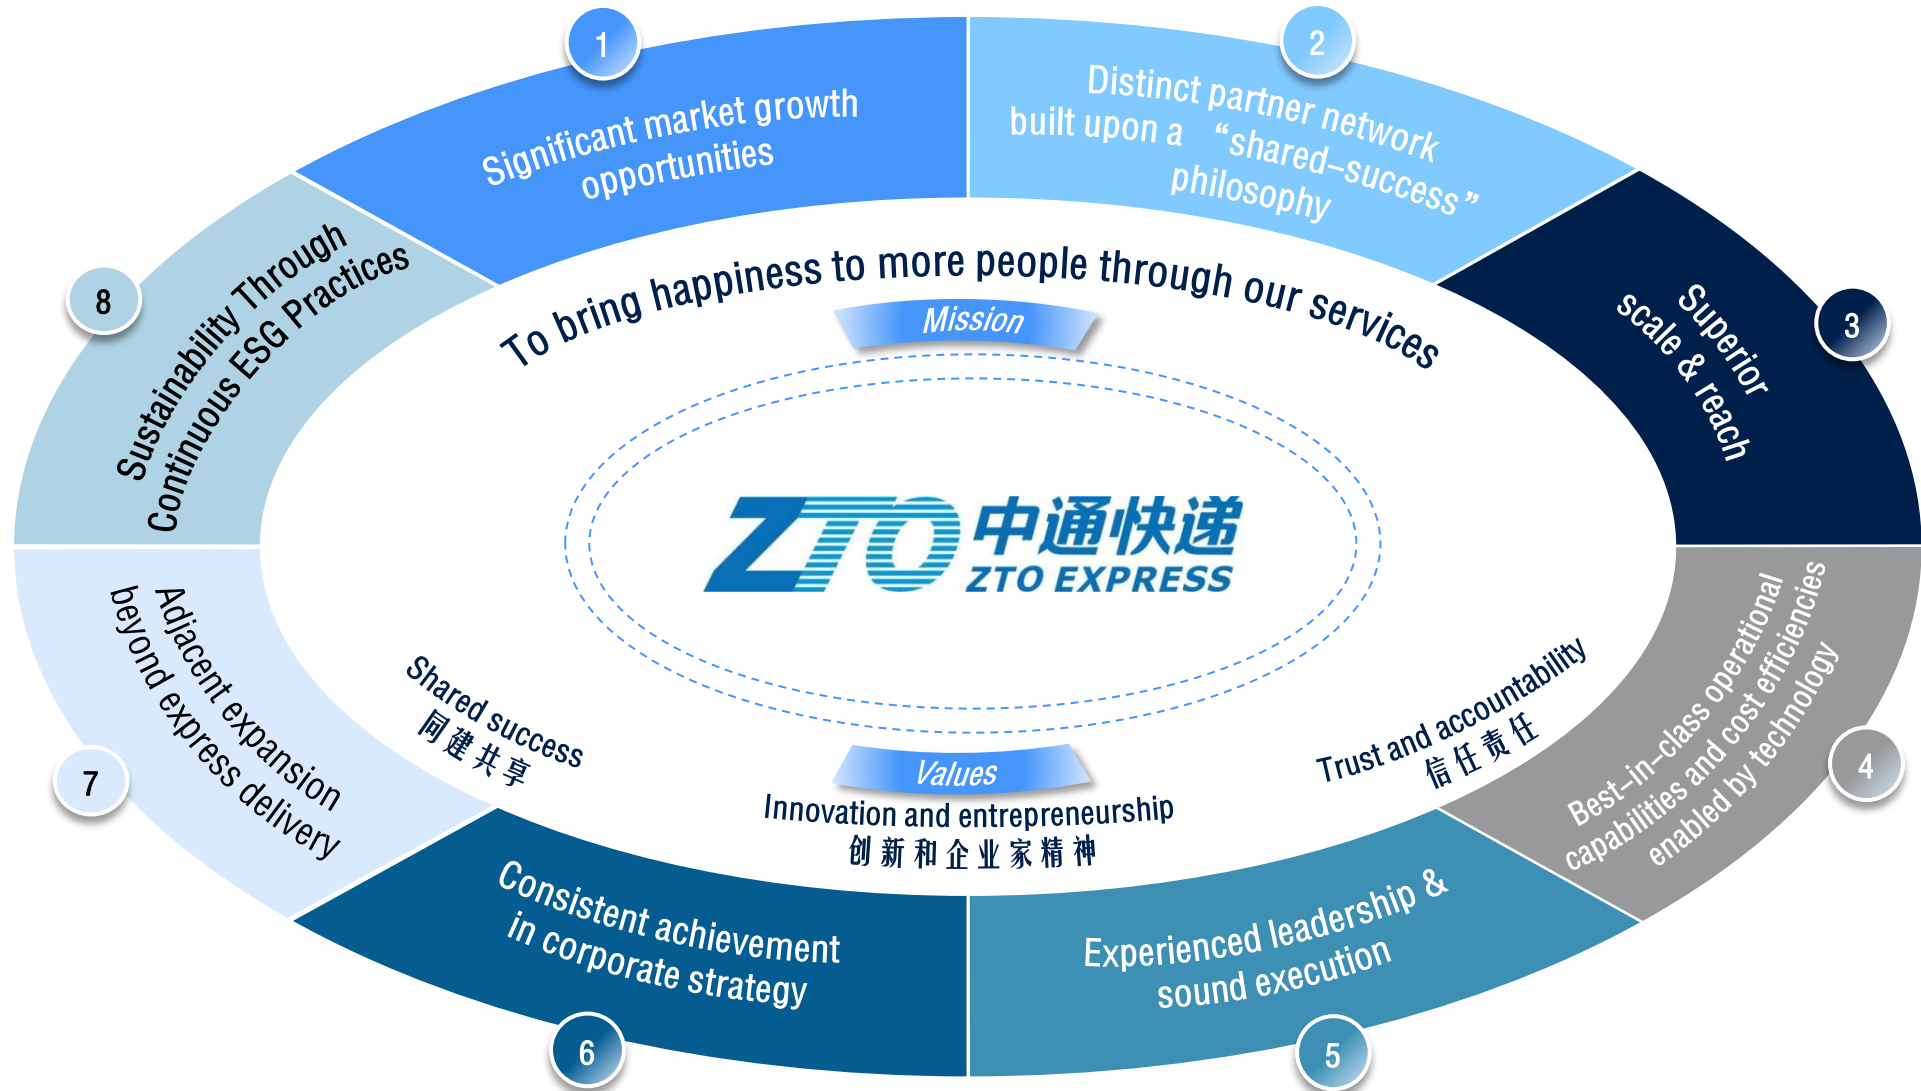 1
Significant market growth
opportunities
2
Distinct partner network
built upon a “shared–success”
philosophy
3
Superior
scale & reach
4
Best–in–class operational
capabilities and cost efficiencies
enabled by technology
5
Experienced leadership &
sound execution
6
Consistent achievement
in corporate strategy
7
Adjacent expansion
beyond express delivery
8
Sustainability Through
Continuous ESG Practices
To bring happiness to more people through our services
Mission
ZTO 中通快递
ZTO EXPRESS
Values
Shared success
同建共享
Innovation and entrepreneurship
创新和企业家精神
Trust and accountability
信任责任